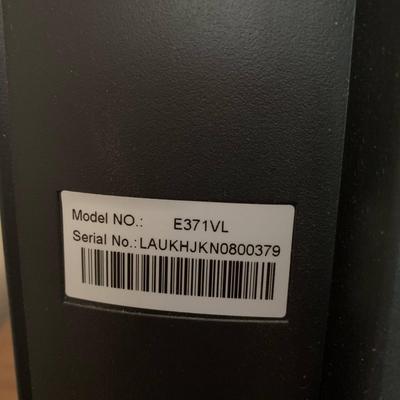 Model NO.: E371VL
Serial No.:LAUKHJKN0800379